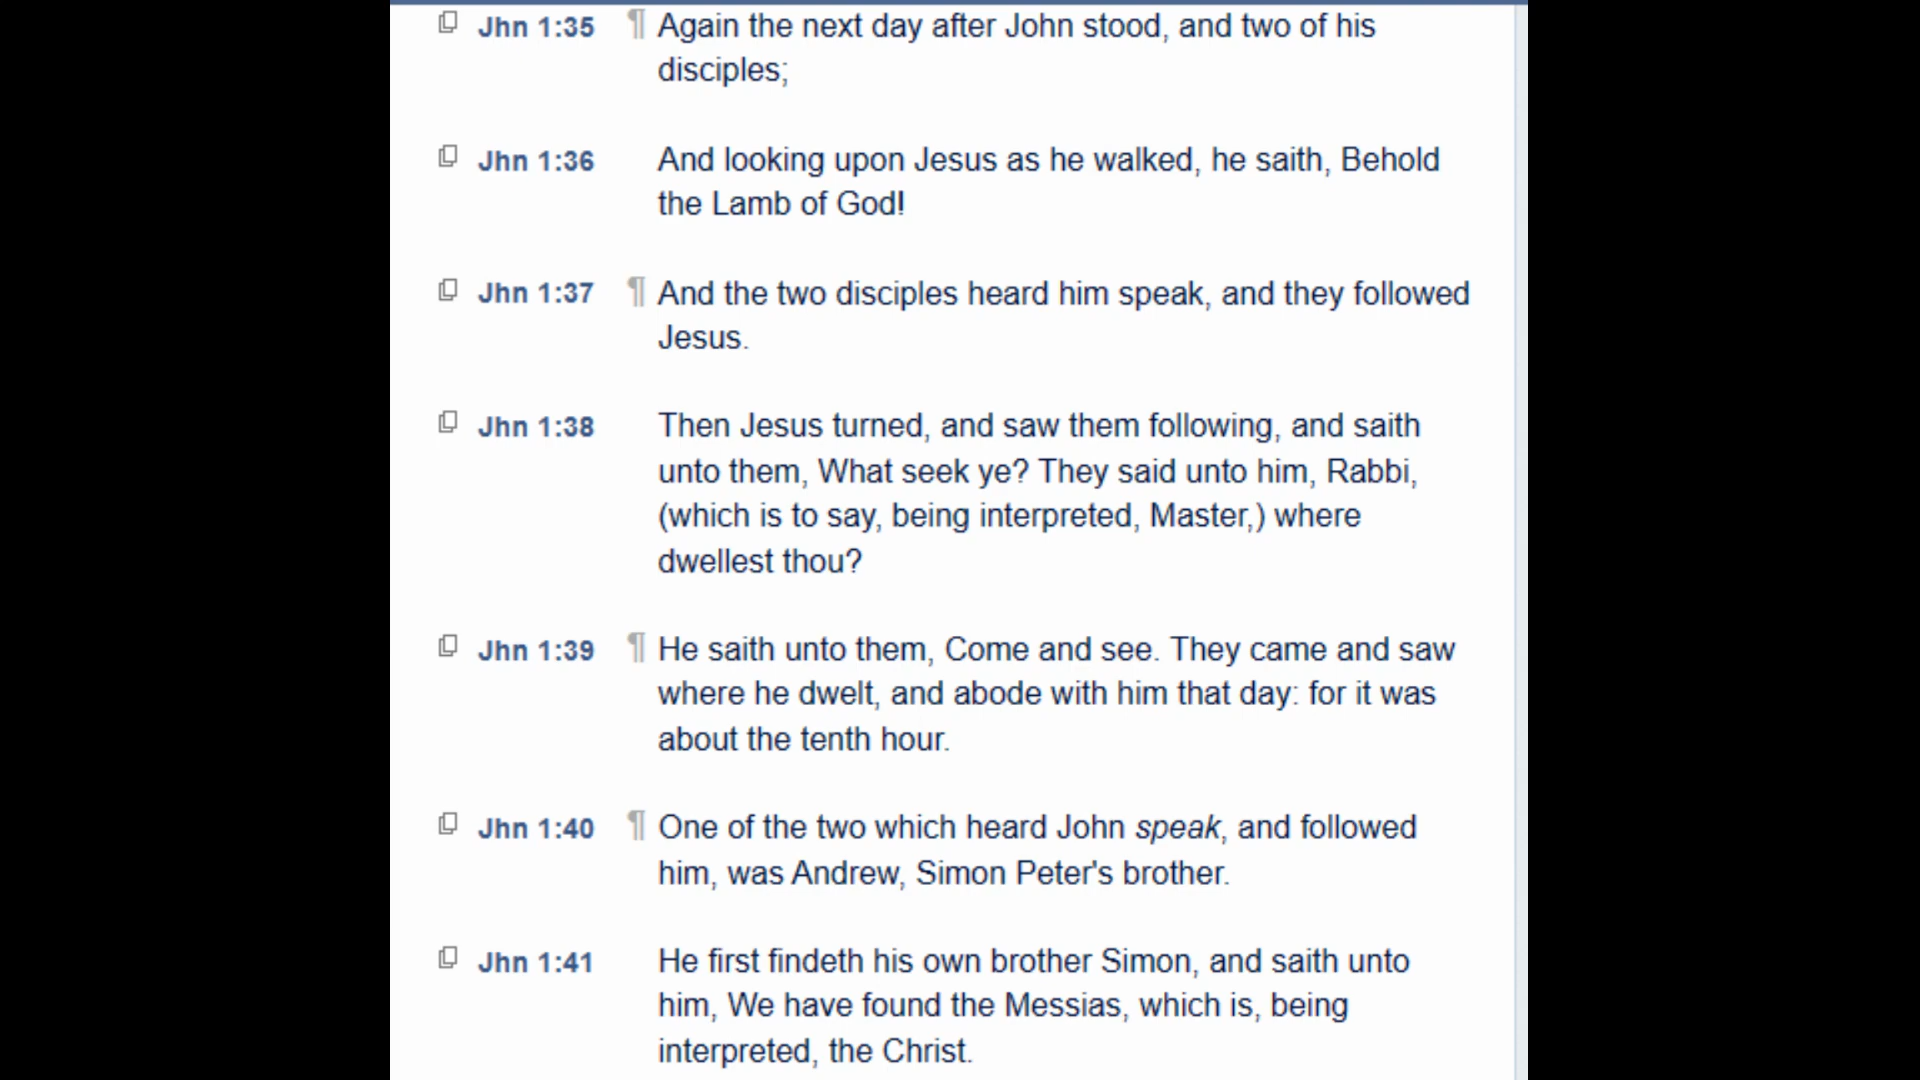 Jhn 1:35 ¶ Again the next day after John stood, and two of his
disciples;
Jhn 1:36 And looking upon Jesus as he walked, he saith, Behold
the Lamb of God!
Jhn 1:37 ¶ And the two disciples heard him speak, and they followed
Jesus.
Jhn 1:38 Then Jesus turned, and saw them following, and saith
unto them, What seek ye? They said unto him, Rabbi,
(which is to say, being interpreted, Master,) where
dwellest thou?
Jhn 1:39 ¶ He saith unto them, Come and see. They came and saw
where he dwelt, and abode with him that day: for it was
about the tenth hour.
Jhn 1:40 ¶ One of the two which heard John speak, and followed
him, was Andrew, Simon Peter's brother.
Jhn 1:41 He first findeth his own brother Simon, and saith unto
him, We have found the Messias, which is, being
interpreted, the Christ.